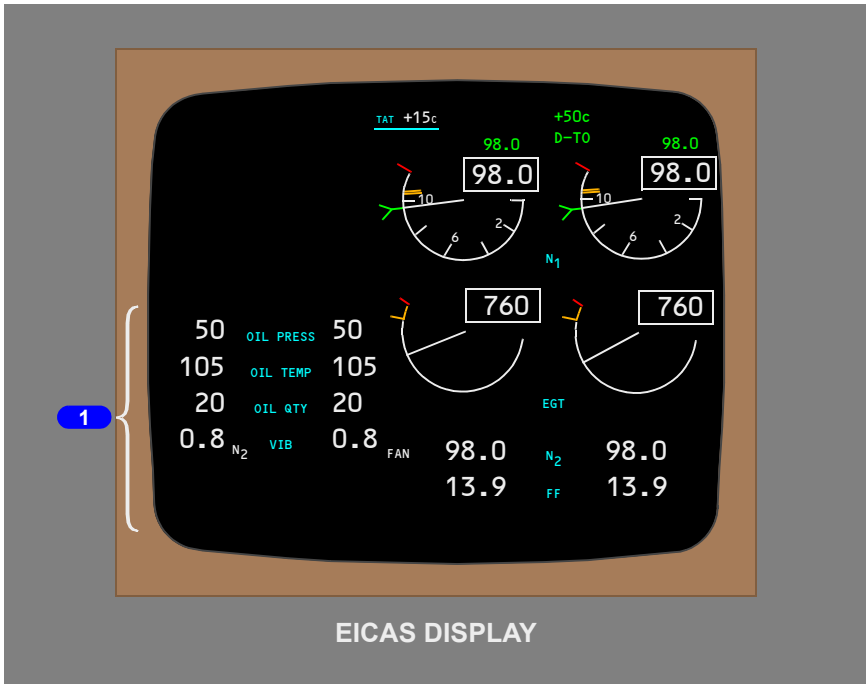 TAT +15c
+50c
D-TO
98.0 98.0
98.0 98.0
10 2 6
10 2 6
N1
760 760
50 OIL PRESS 50
105 OIL TEMP 105
20 OIL QTY 20
EGT
1
0.8 N2 VIB 0.8 FAN
98.0 N2 98.0
13.9 FF 13.9
EICAS DISPLAY